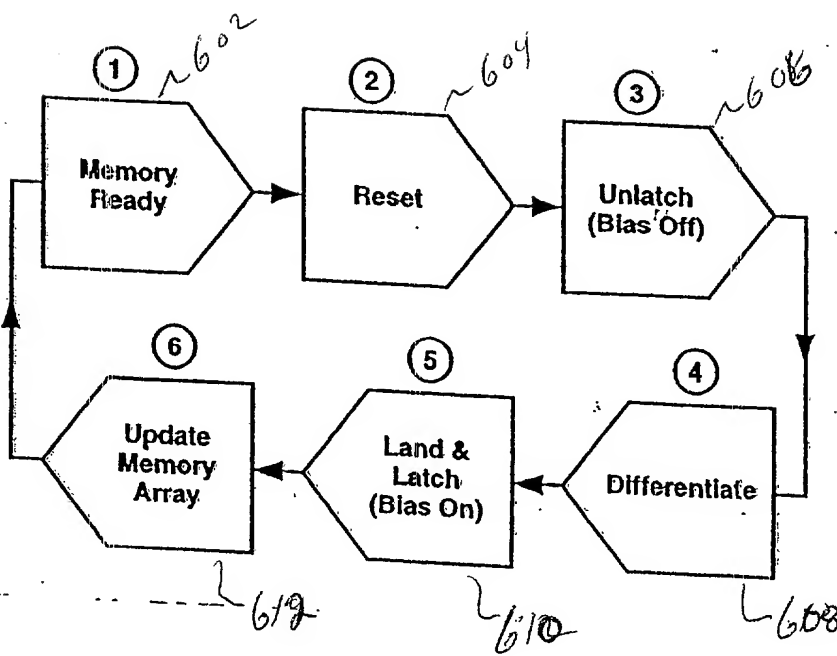 1
602
Memory
Ready
2
604
Reset
3
606
Unlatch
(Bias Off)
6
Update
Memory
Array
612
5
Land &
Latch
(Bias On)
610
4
Differentiate
608